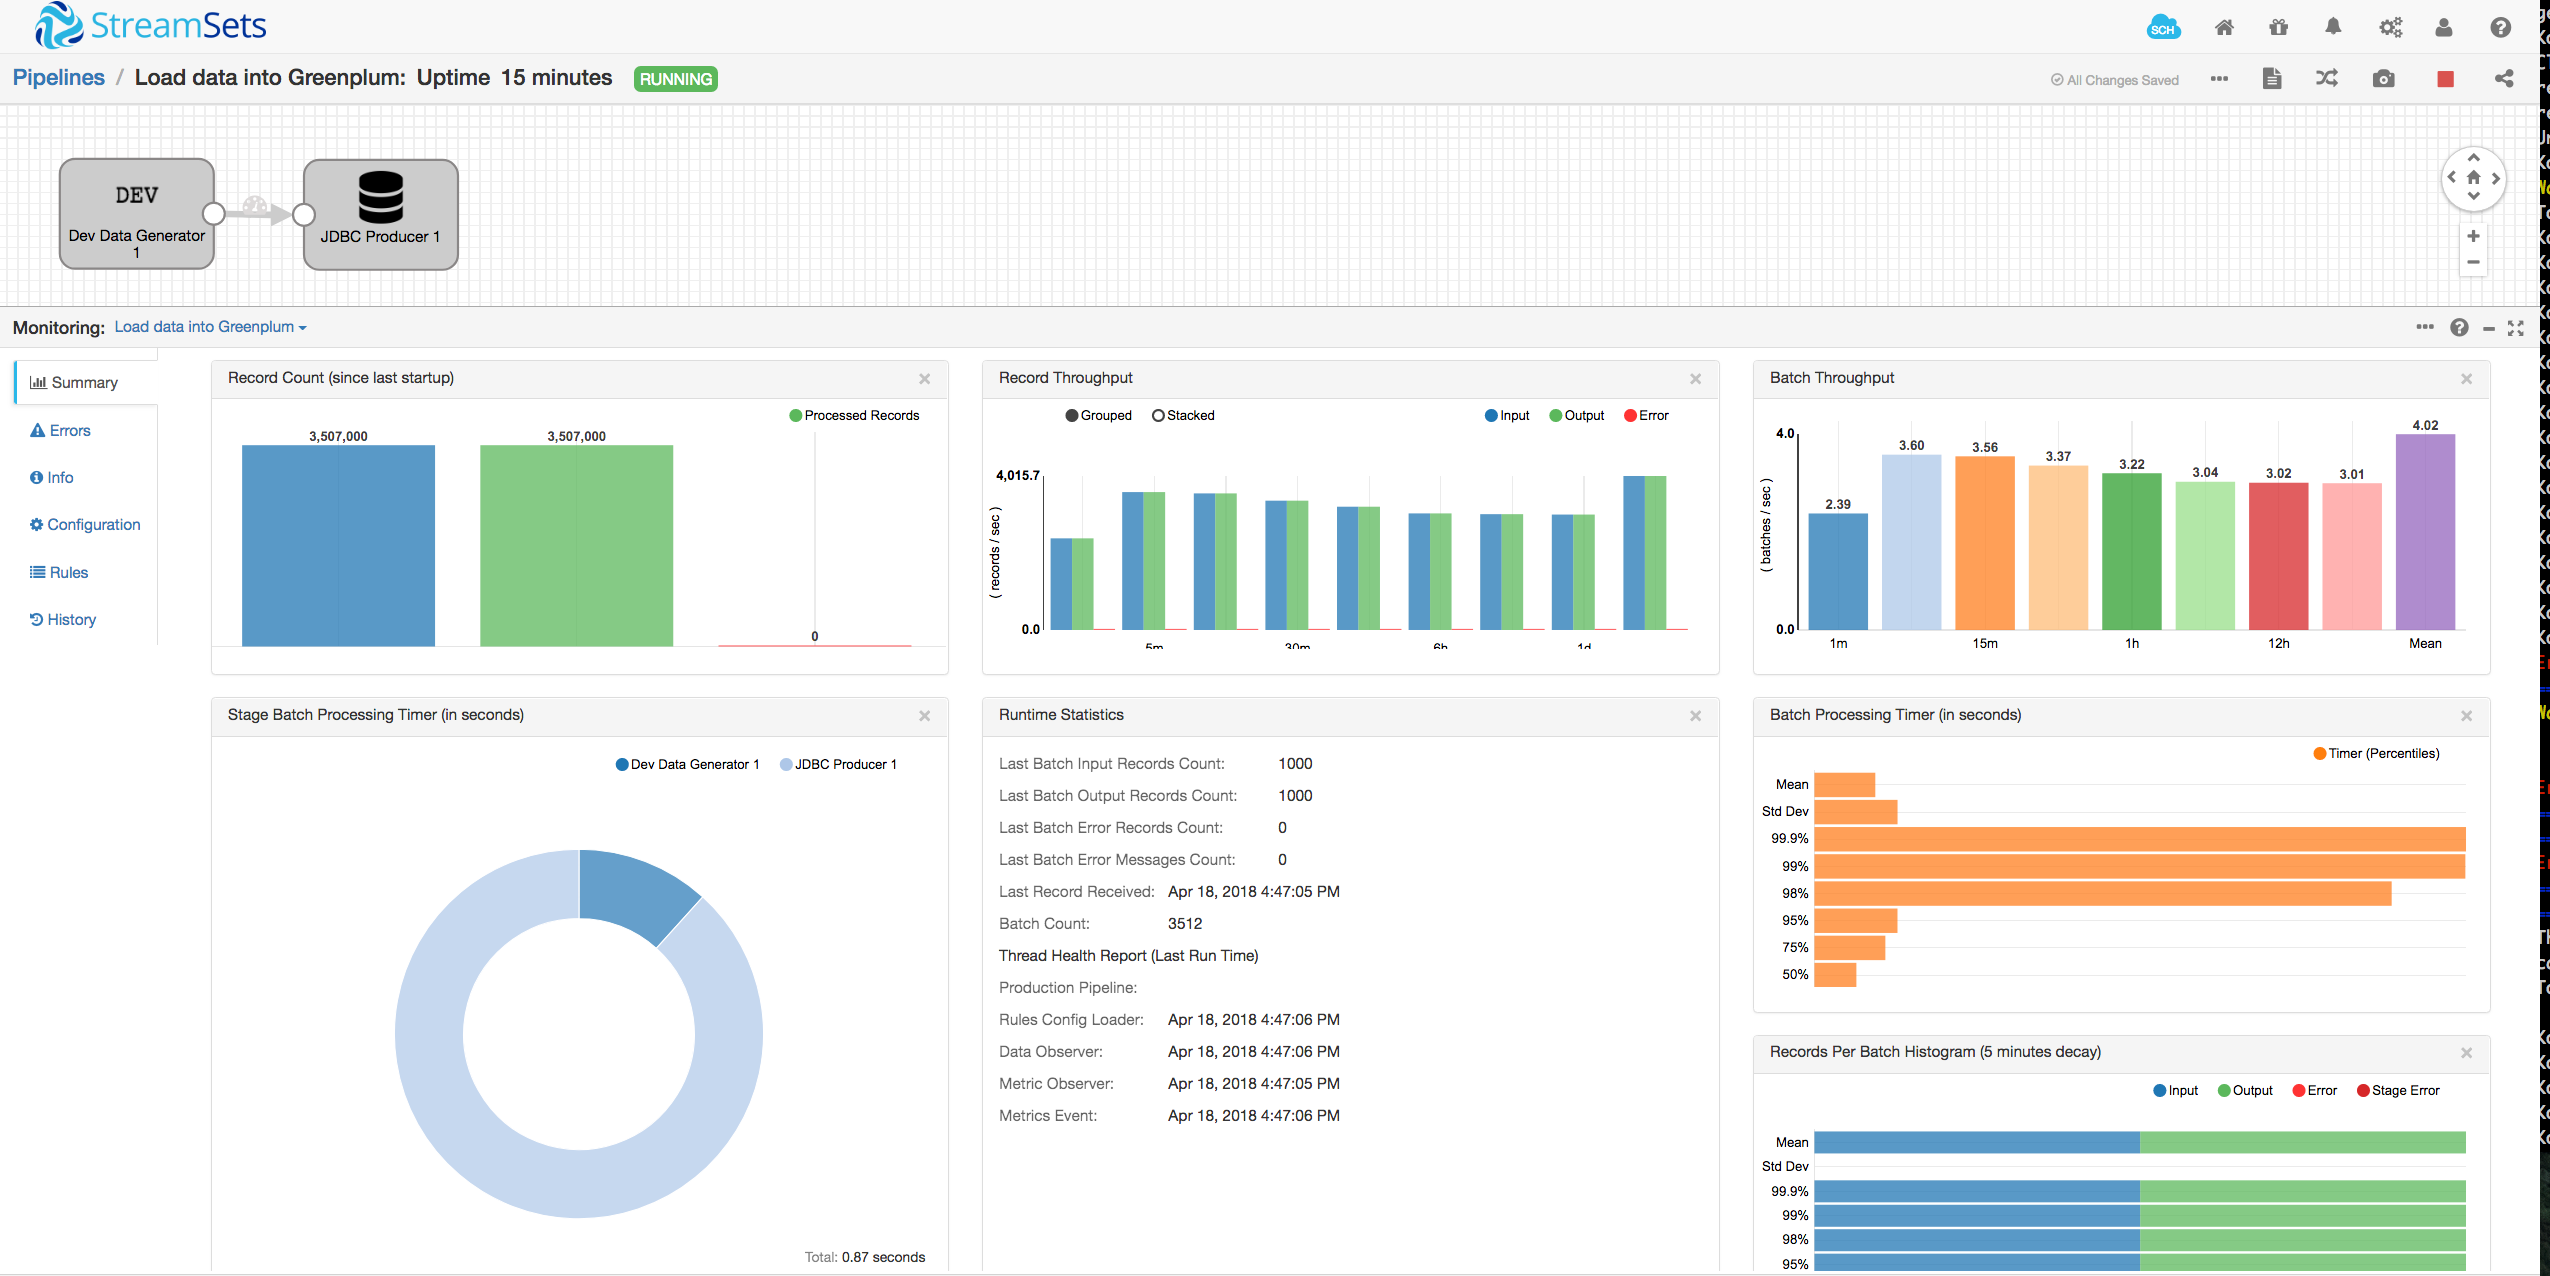 StreamSets
SCH
Pipelines / Load data into Greenplum: Uptime 15 minutes RUNNING
All Changes Saved
DEV
Dev Data Generator
1
JDBC Producer 1
Monitoring: Load data into Greenplum
Summary
Errors
Info
Configuration
Rules
History
Record Count (since last startup)
Processed Records
3,507,000
3,507,000
0
Record Throughput
Grouped Stacked
Input Output Error
4,015.7
( records / sec )
0.0
5m 30m 6h 1d
Batch Throughput
4.0
( batches / sec )
0.0
2.39
3.60
3.56
3.37
3.22
3.04
3.02
3.01
4.02
1m 15m 1h 12h Mean
Stage Batch Processing Timer (in seconds)
Dev Data Generator 1 JDBC Producer 1
Total: 0.87 seconds
Runtime Statistics
Last Batch Input Records Count: 1000
Last Batch Output Records Count: 1000
Last Batch Error Records Count: 0
Last Batch Error Messages Count: 0
Last Record Received: Apr 18, 2018 4:47:05 PM
Batch Count: 3512
Thread Health Report (Last Run Time)
Production Pipeline:
Rules Config Loader: Apr 18, 2018 4:47:06 PM
Data Observer: Apr 18, 2018 4:47:06 PM
Metric Observer: Apr 18, 2018 4:47:05 PM
Metrics Event: Apr 18, 2018 4:47:06 PM
Batch Processing Timer (in seconds)
Timer (Percentiles)
Mean
Std Dev
99.9%
99%
98%
95%
75%
50%
Records Per Batch Histogram (5 minutes decay)
Input Output Error Stage Error
Mean
Std Dev
99.9%
99%
98%
95%